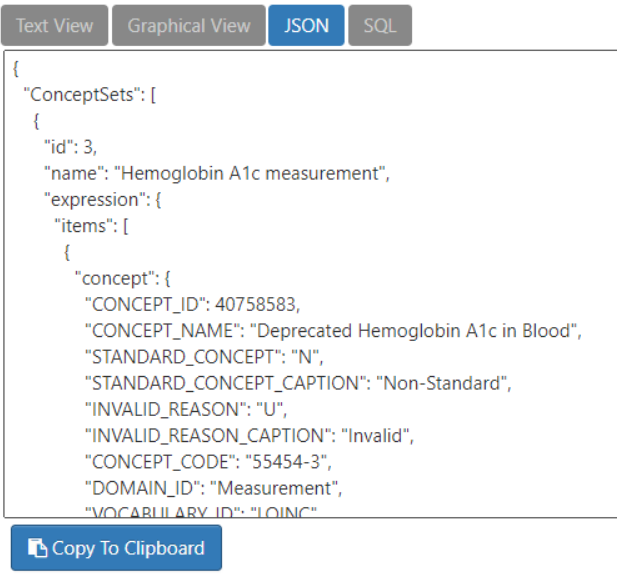 Text View Graphical View JSON SQL
{
"ConceptSets": [
{
"id": 3,
"name": "Hemoglobin A1c measurement",
"expression": {
"items": [
{
"concept": {
"CONCEPT_ID": 40758583,
"CONCEPT_NAME": "Deprecated Hemoglobin A1c in Blood",
"STANDARD_CONCEPT": "N",
"STANDARD_CONCEPT_CAPTION": "Non-Standard",
"INVALID_REASON": "U",
"INVALID_REASON_CAPTION": "Invalid",
"CONCEPT_CODE": "55454-3",
"DOMAIN_ID": "Measurement",
"VOCABULARY_ID": "LOINC"
Copy To Clipboard